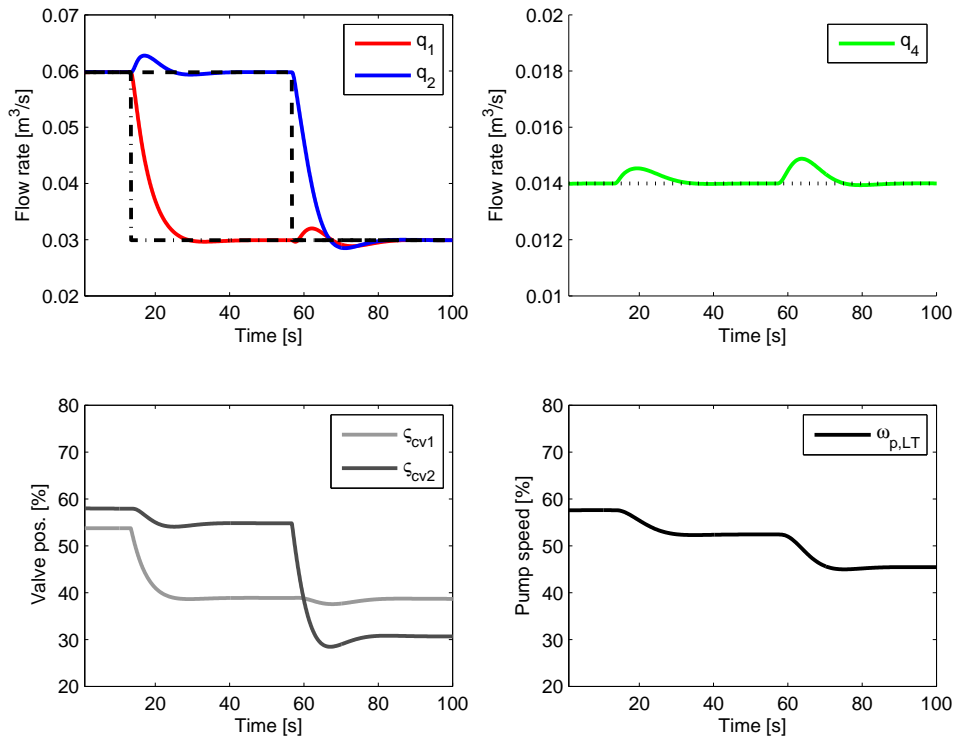 0.07
0.06
0.05
0.04
0.03
0.02
Flow rate [m³/s]
20 40 60 80 100
Time [s]
q₁
q₂
0.02
0.018
0.016
0.014
0.012
0.01
Flow rate [m³/s]
20 40 60 80 100
Time [s]
q₄
80
70
60
50
40
30
20
Valve pos. [%]
20 40 60 80 100
Time [s]
ς_cv1
ς_cv2
80
70
60
50
40
30
20
Pump speed [%]
20 40 60 80 100
Time [s]
ω_p,LT